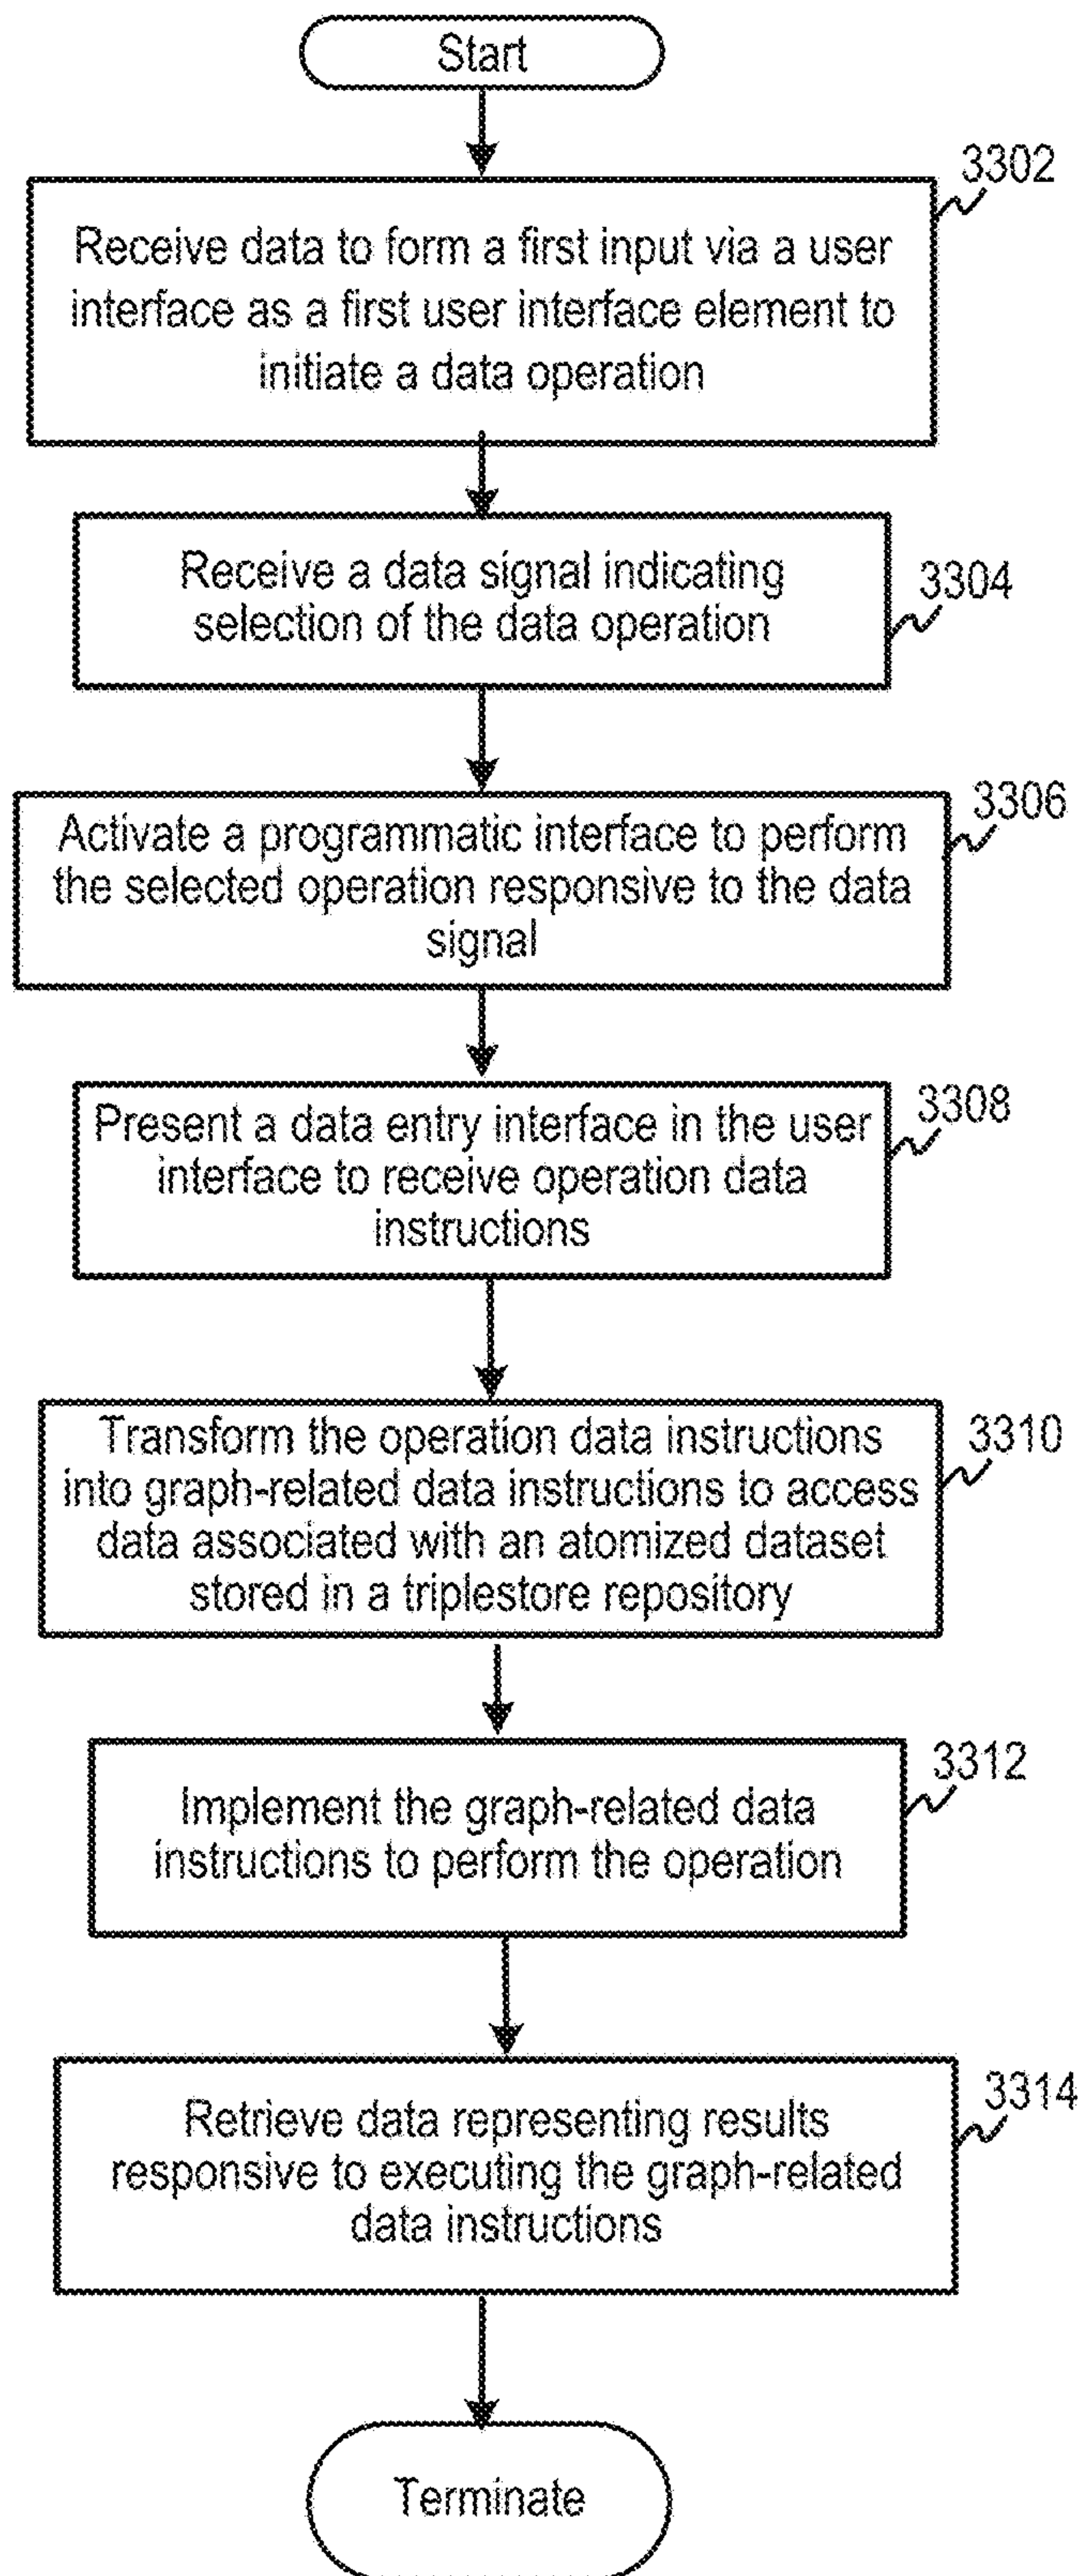 Start
3302
Receive data to form a first input via a user
interface as a first user interface element to
initiate a data operation
Receive a data signal indicating
selection of the data operation
3304
3306
Activate a programmatic interface to perform
the selected operation responsive to the data
signal
3308
Present a data entry interface in the user
interface to receive operation data
instructions
Transform the operation data instructions
into graph-related data instructions to access
data associated with an atomized dataset
stored in a triplestore repository
3310
3312
Implement the graph-related data
instructions to perform the operation
3314
Retrieve data representing results
responsive to executing the graph-related
data instructions
Terminate